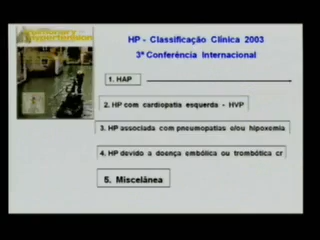 HP - Classificação Clínica 2003
3ª Conferência Internacional
1. HAP
2. HP com cardiopatia esquerda - HVP
3. HP associada com pneumopatias e/ou hipoxemia
4. HP devido a doença embólica ou trombótica cr
5. Miscelânea